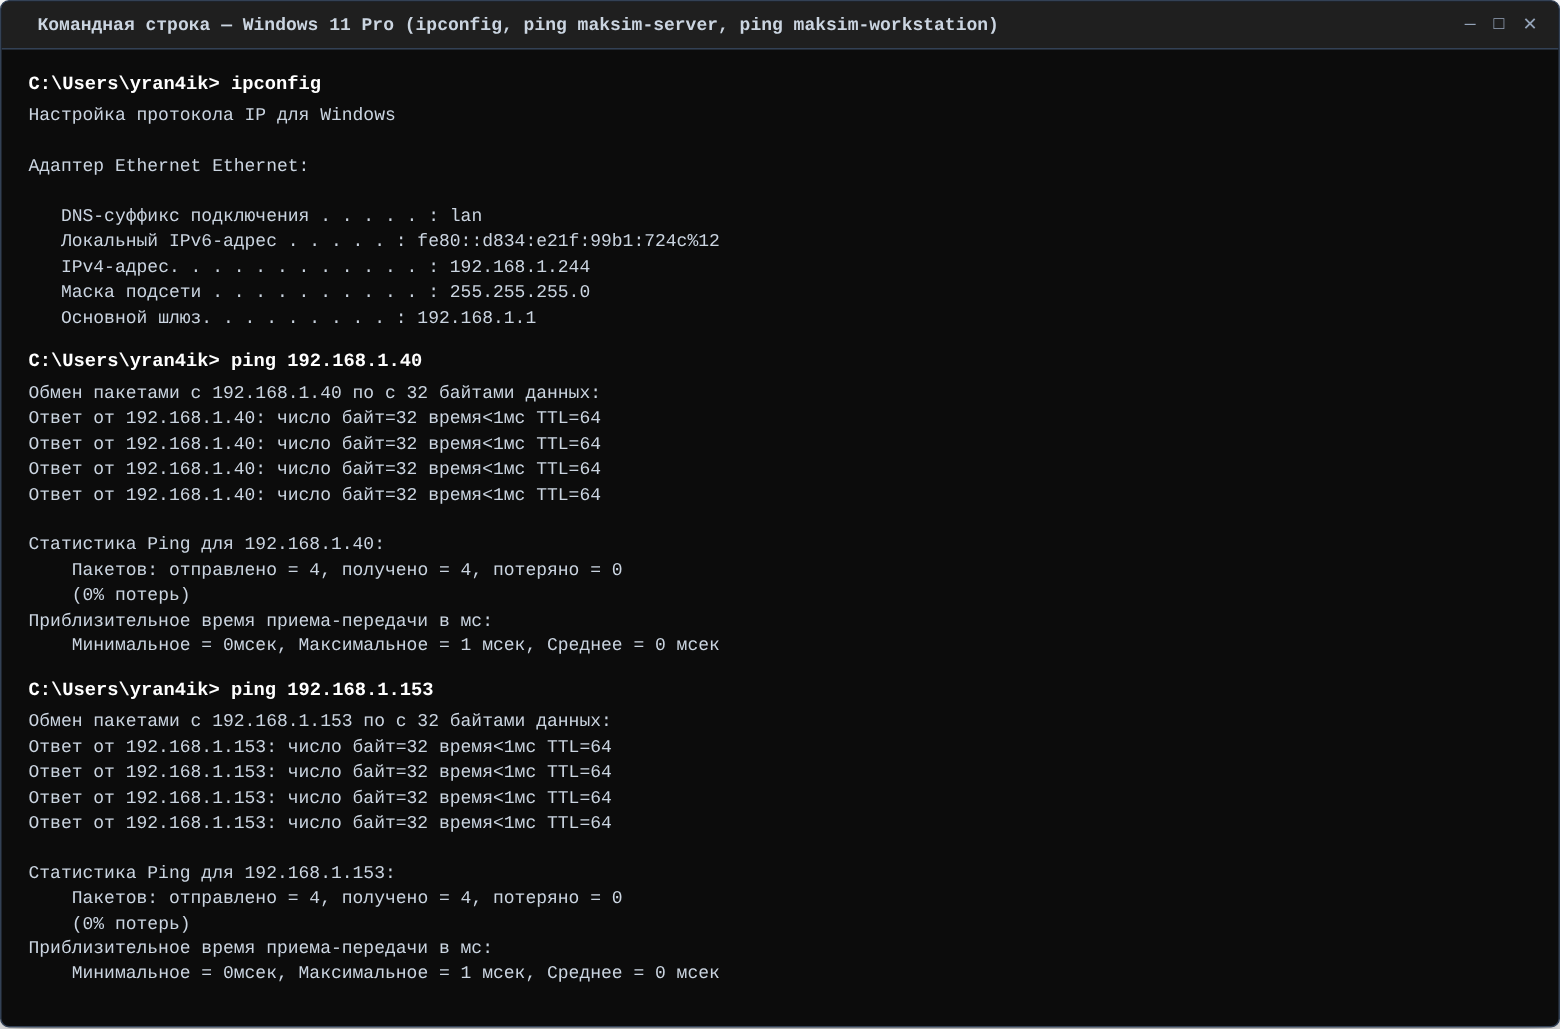 Командная строка — Windows 11 Pro (ipconfig, ping maksim-server, ping maksim-workstation)
C:\Users\yran4ik> ipconfig
Настройка протокола IP для Windows
Адаптер Ethernet Ethernet:
DNS-суффикс подключения . . . . . : lan
Локальный IPv6-адрес . . . . . : fe80::d834:e21f:99b1:724c%12
IPv4-адрес. . . . . . . . . . . . : 192.168.1.244
Маска подсети . . . . . . . . . . : 255.255.255.0
Основной шлюз. . . . . . . . . : 192.168.1.1
C:\Users\yran4ik> ping 192.168.1.40
Обмен пакетами с 192.168.1.40 по с 32 байтами данных:
Ответ от 192.168.1.40: число байт=32 время<1мс TTL=64
Ответ от 192.168.1.40: число байт=32 время<1мс TTL=64
Ответ от 192.168.1.40: число байт=32 время<1мс TTL=64
Ответ от 192.168.1.40: число байт=32 время<1мс TTL=64
Статистика Ping для 192.168.1.40:
Пакетов: отправлено = 4, получено = 4, потеряно = 0
(0% потерь)
Приблизительное время приема-передачи в мс:
Минимальное = 0мсек, Максимальное = 1 мсек, Среднее = 0 мсек
C:\Users\yran4ik> ping 192.168.1.153
Обмен пакетами с 192.168.1.153 по с 32 байтами данных:
Ответ от 192.168.1.153: число байт=32 время<1мс TTL=64
Ответ от 192.168.1.153: число байт=32 время<1мс TTL=64
Ответ от 192.168.1.153: число байт=32 время<1мс TTL=64
Ответ от 192.168.1.153: число байт=32 время<1мс TTL=64
Статистика Ping для 192.168.1.153:
Пакетов: отправлено = 4, получено = 4, потеряно = 0
(0% потерь)
Приблизительное время приема-передачи в мс:
Минимальное = 0мсек, Максимальное = 1 мсек, Среднее = 0 мсек